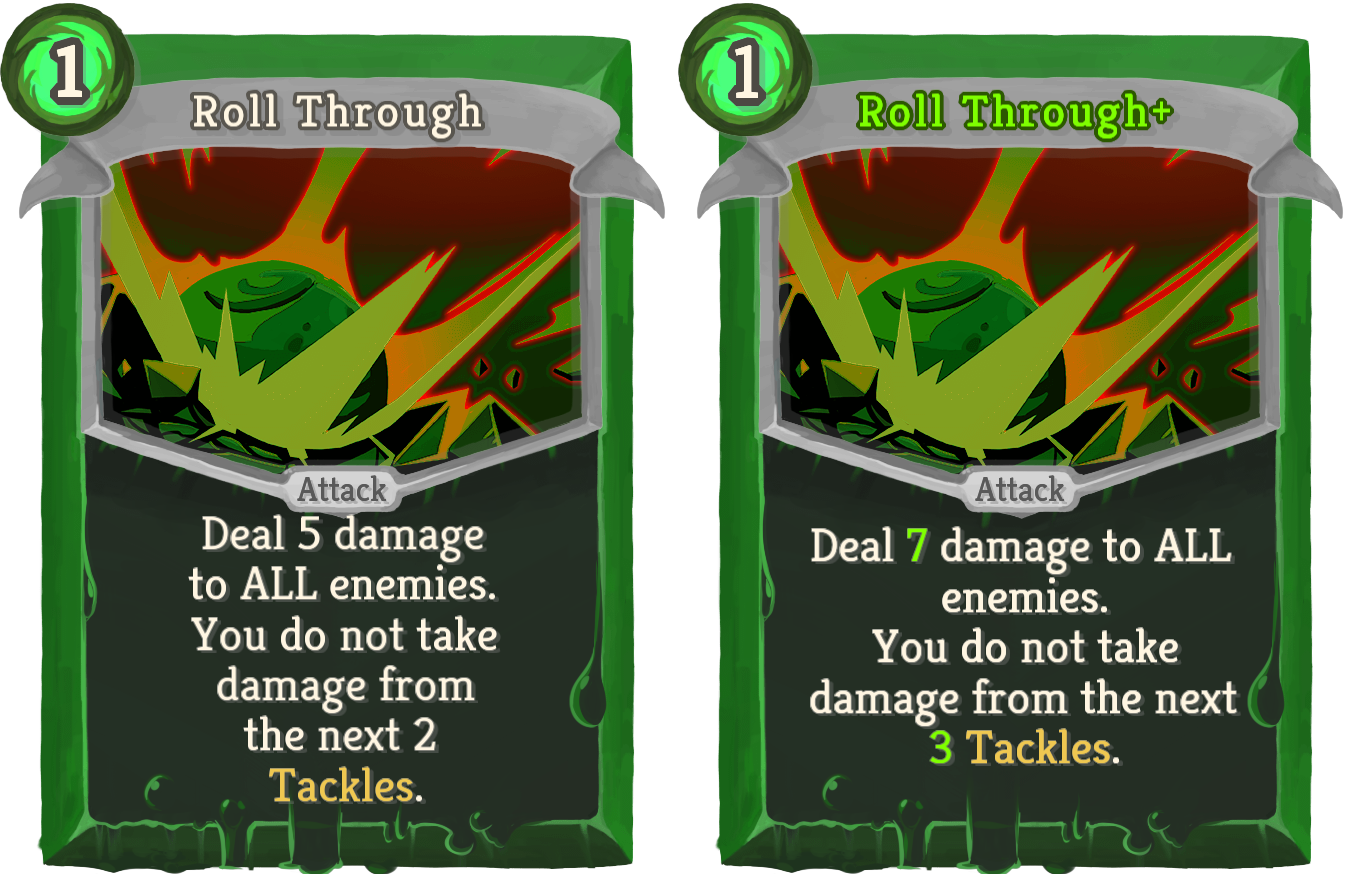 1
Roll Through
Attack
Deal 5 damage
to ALL enemies.
You do not take
damage from
the next 2
Tackles.
1
Roll Through+
Attack
Deal 7 damage to ALL
enemies.
You do not take
damage from the next
3 Tackles.